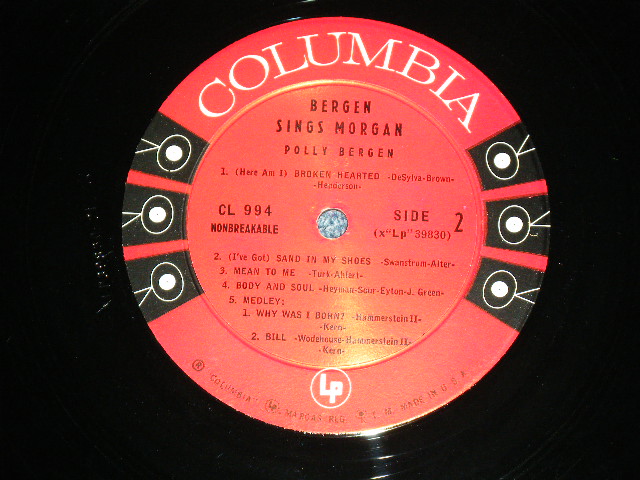 COLUMBIA
BERGEN
SINGS MORGAN
POLLY BERGEN
1. (Here Am I) BROKEN HEARTED -DeSylva-Brown-
-Henderson-
CL 994
NONBREAKABLE
SIDE 2
(x"Lp" 39830)
2. (I've Got) SAND IN MY SHOES -Swanstrom-Alter-
3. MEAN TO ME -Turk-Ahlert-
4. BODY AND SOUL -Heyman-Sour-Eyton-J. Green-
5. MEDLEY:
1. WHY WAS I BORN? -Hammerstein II-
-Kern-
2. BILL -Wodehouse-Hammerstein II-
-Kern-
Lp
® "COLUMBIA" Lp MARCAS REG. MADE IN U.S.A.